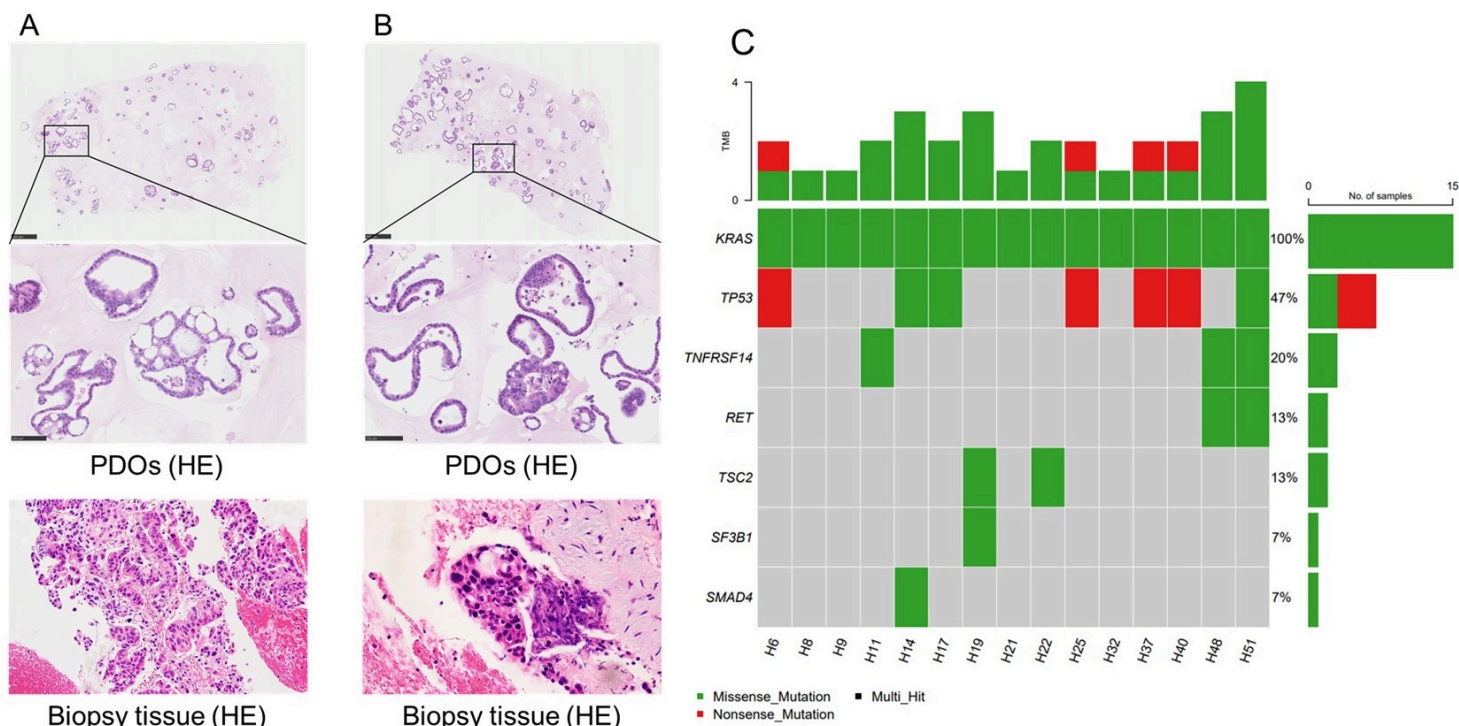 A
B
C
4
TMB
0
0
15
No. of samples
KRAS
100%
TP53
47%
TNFRSF14
20%
RET
13%
TSC2
13%
SF3B1
7%
SMAD4
7%
H6
H8
H9
H11
H14
H17
H19
H21
H22
H25
H32
H37
H40
H48
H51
PDOs (HE)
PDOs (HE)
Biopsy tissue (HE)
Biopsy tissue (HE)
Missense_Mutation
Multi_Hit
Nonsense_Mutation